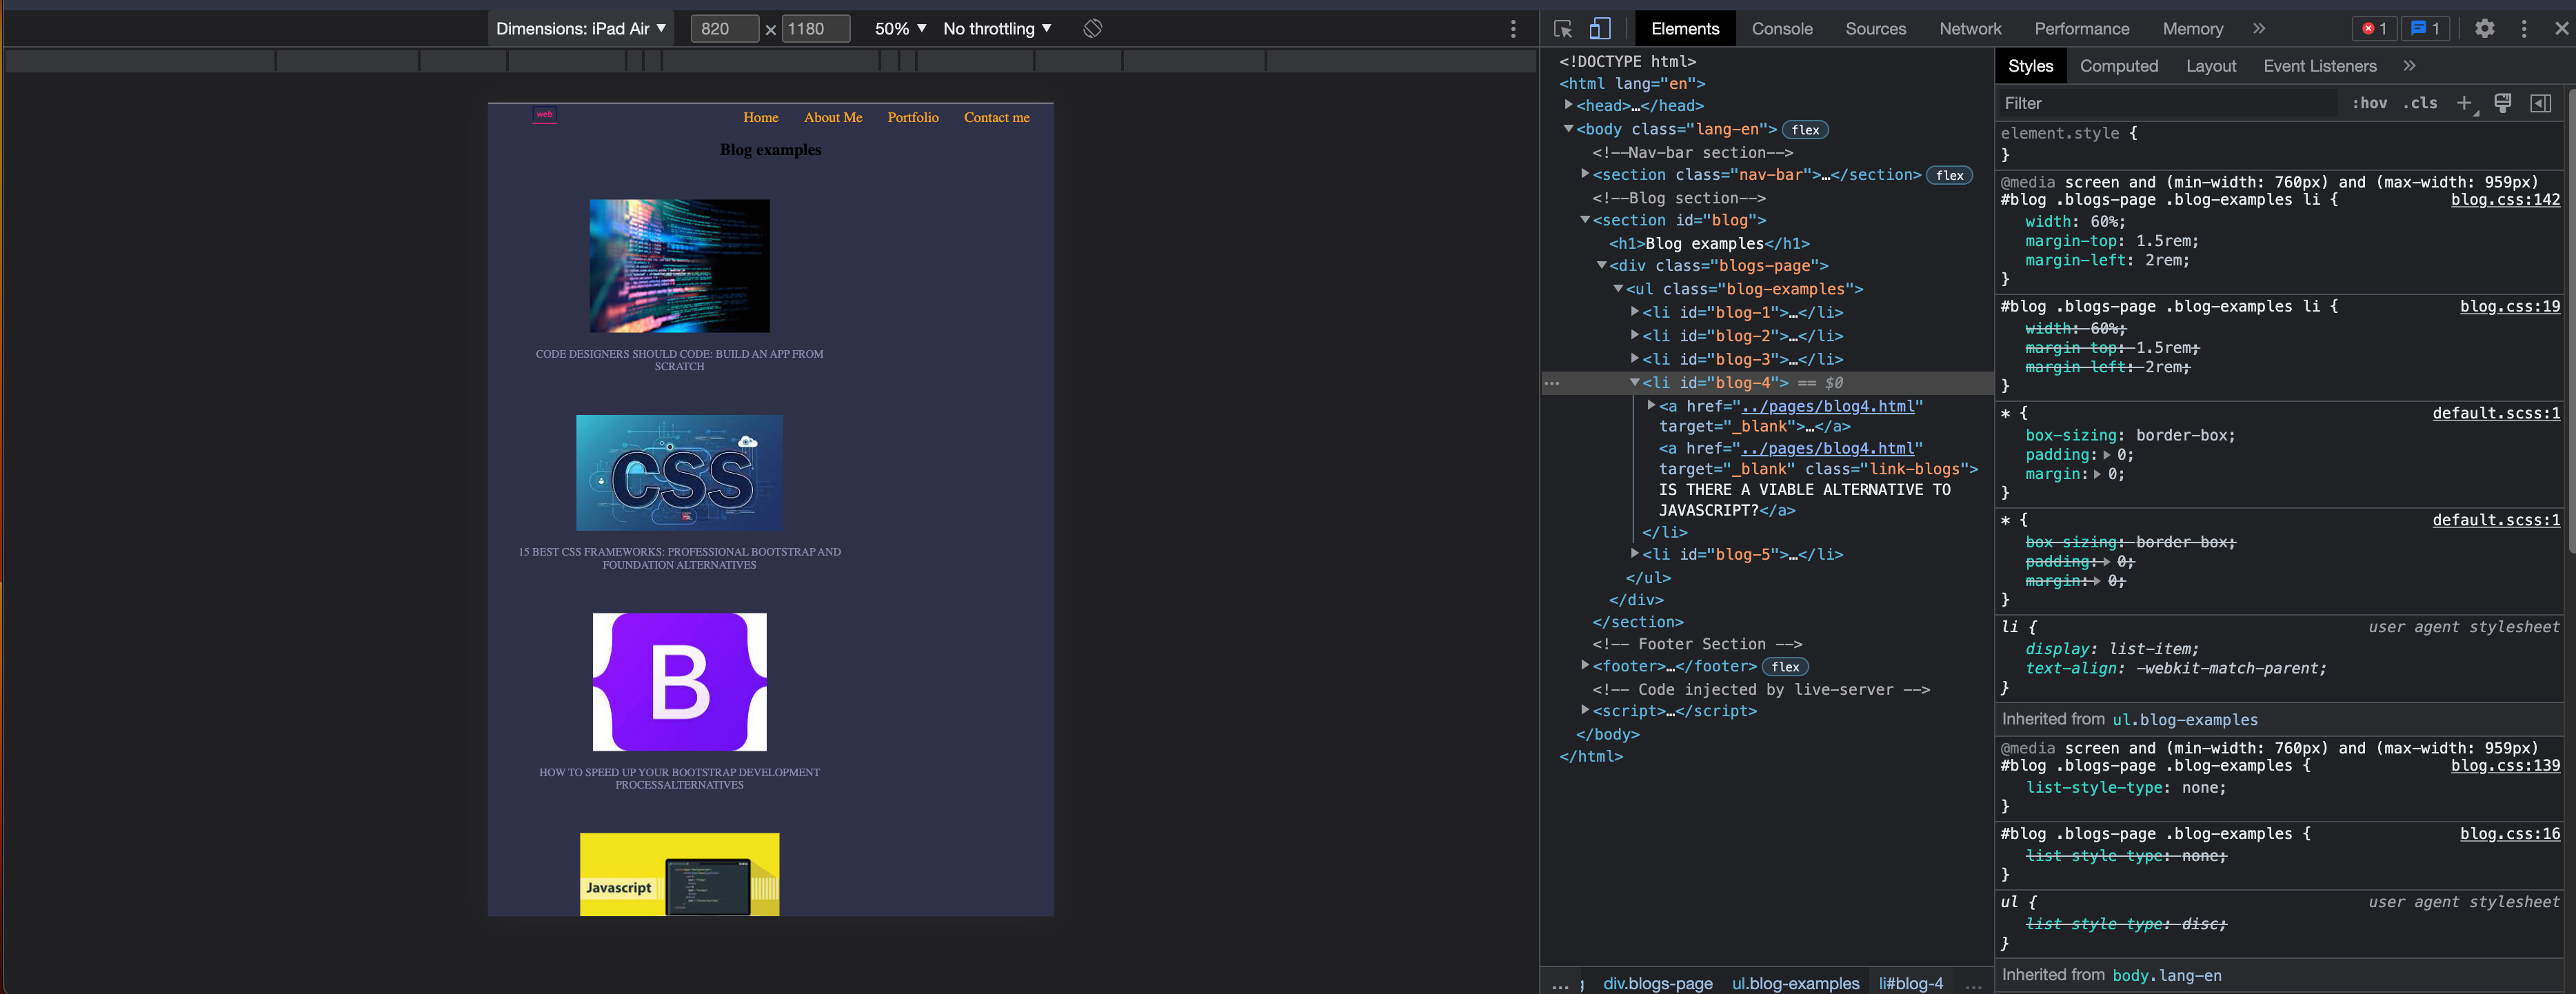 Dimensions: iPad Air ▼ 820 × 1180 50% ▼ No throttling ▼
web
Home About Me Portfolio Contact me
Blog examples
CODE DESIGNERS SHOULD CODE: BUILD AN APP FROM
SCRATCH
CSS
15 BEST CSS FRAMEWORKS: PROFESSIONAL BOOTSTRAP AND
FOUNDATION ALTERNATIVES
B
HOW TO SPEED UP YOUR BOOTSTRAP DEVELOPMENT
PROCESSALTERNATIVES
Javascript
Elements Console Sources Network Performance Memory » 1 1
<!DOCTYPE html>
<html lang="en">
<head>…</head>
<body class="lang-en"> flex
<!--Nav-bar section-->
<section class="nav-bar">…</section> flex
<!--Blog section-->
<section id="blog">
<h1>Blog examples</h1>
<div class="blogs-page">
<ul class="blog-examples">
<li id="blog-1">…</li>
<li id="blog-2">…</li>
<li id="blog-3">…</li>
<li id="blog-4"> == $0
<a href="../pages/blog4.html"
target="_blank">…</a>
<a href="../pages/blog4.html"
target="_blank" class="link-blogs">
IS THERE A VIABLE ALTERNATIVE TO
JAVASCRIPT?</a>
</li>
<li id="blog-5">…</li>
</ul>
</div>
</section>
<!-- Footer Section -->
<footer>…</footer> flex
<!-- Code injected by live-server -->
<script>…</script>
</body>
</html>
… div.blogs-page ul.blog-examples li#blog-4 …
Styles Computed Layout Event Listeners »
Filter :hov .cls +
element.style {
}
@media screen and (min-width: 760px) and (max-width: 959px)
#blog .blogs-page .blog-examples li { blog.css:142
width: 60%;
margin-top: 1.5rem;
margin-left: 2rem;
}
#blog .blogs-page .blog-examples li { blog.css:19
width: 60%;
margin-top: 1.5rem;
margin-left: 2rem;
}
* { default.scss:1
box-sizing: border-box;
padding: 0;
margin: 0;
}
* { default.scss:1
box-sizing: border-box;
padding: 0;
margin: 0;
}
li { user agent stylesheet
display: list-item;
text-align: -webkit-match-parent;
}
Inherited from ul.blog-examples
@media screen and (min-width: 760px) and (max-width: 959px)
#blog .blogs-page .blog-examples { blog.css:139
list-style-type: none;
}
#blog .blogs-page .blog-examples { blog.css:16
list-style-type: none;
}
ul { user agent stylesheet
list-style-type: disc;
}
Inherited from body.lang-en